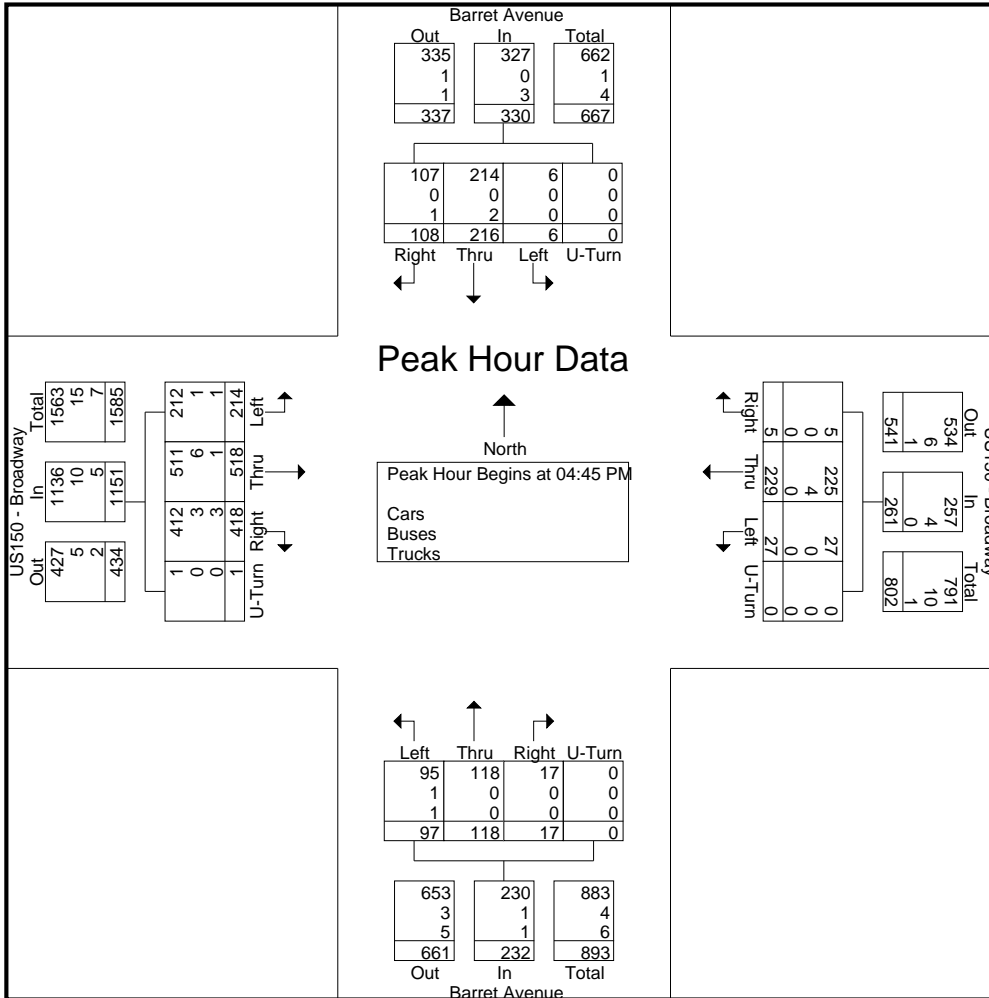 Barret Avenue
Out In Total
335 327 662
1 0 1
1 3 4
337 330 667
107 214 6 0
0 0 0 0
1 2 0 0
108 216 6 0
Right Thru Left U-Turn
Peak Hour Data
North
Peak Hour Begins at 04:45 PM
Cars
Buses
Trucks
US150 - Broadway
Out In Total
427 1136 1563
5 10 15
2 5 7
434 1151 1585
U-Turn Right Thru Left
1 412 511 212
0 3 6 1
0 3 1 1
1 418 518 214
Out In Total
534 257 791
6 4 10
1 0 1
541 261 802
Right Thru Left U-Turn
5 225 27 0
0 4 0 0
0 0 0 0
5 229 27 0
Left Thru Right U-Turn
95 118 17 0
1 0 0 0
1 0 0 0
97 118 17 0
653 230 883
3 1 4
5 1 6
661 232 893
Out In Total
Barret Avenue